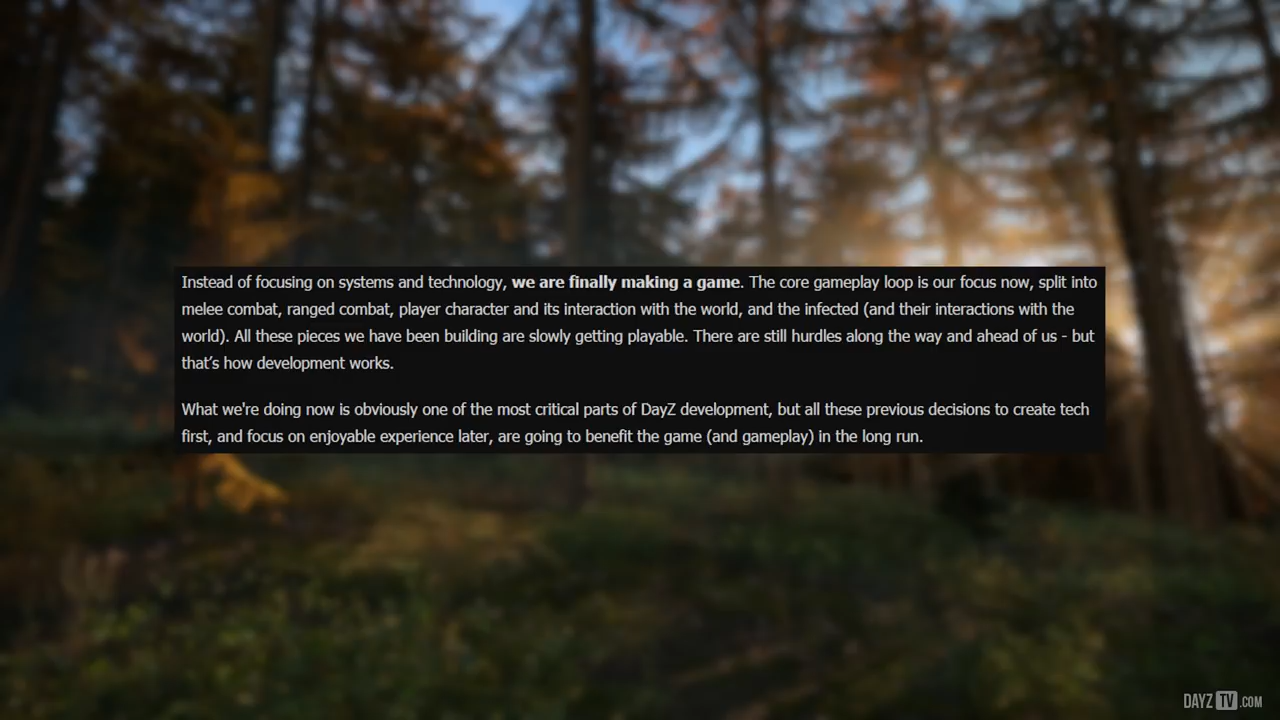 Instead of focusing on systems and technology, we are finally making a game. The core gameplay loop is our focus now, split into
melee combat, ranged combat, player character and its interaction with the world, and the infected (and their interactions with the
world). All these pieces we have been building are slowly getting playable. There are still hurdles along the way and ahead of us - but
that's how development works.
What we're doing now is obviously one of the most critical parts of DayZ development, but all these previous decisions to create tech
first, and focus on enjoyable experience later, are going to benefit the game (and gameplay) in the long run.
DAYZ TV .COM